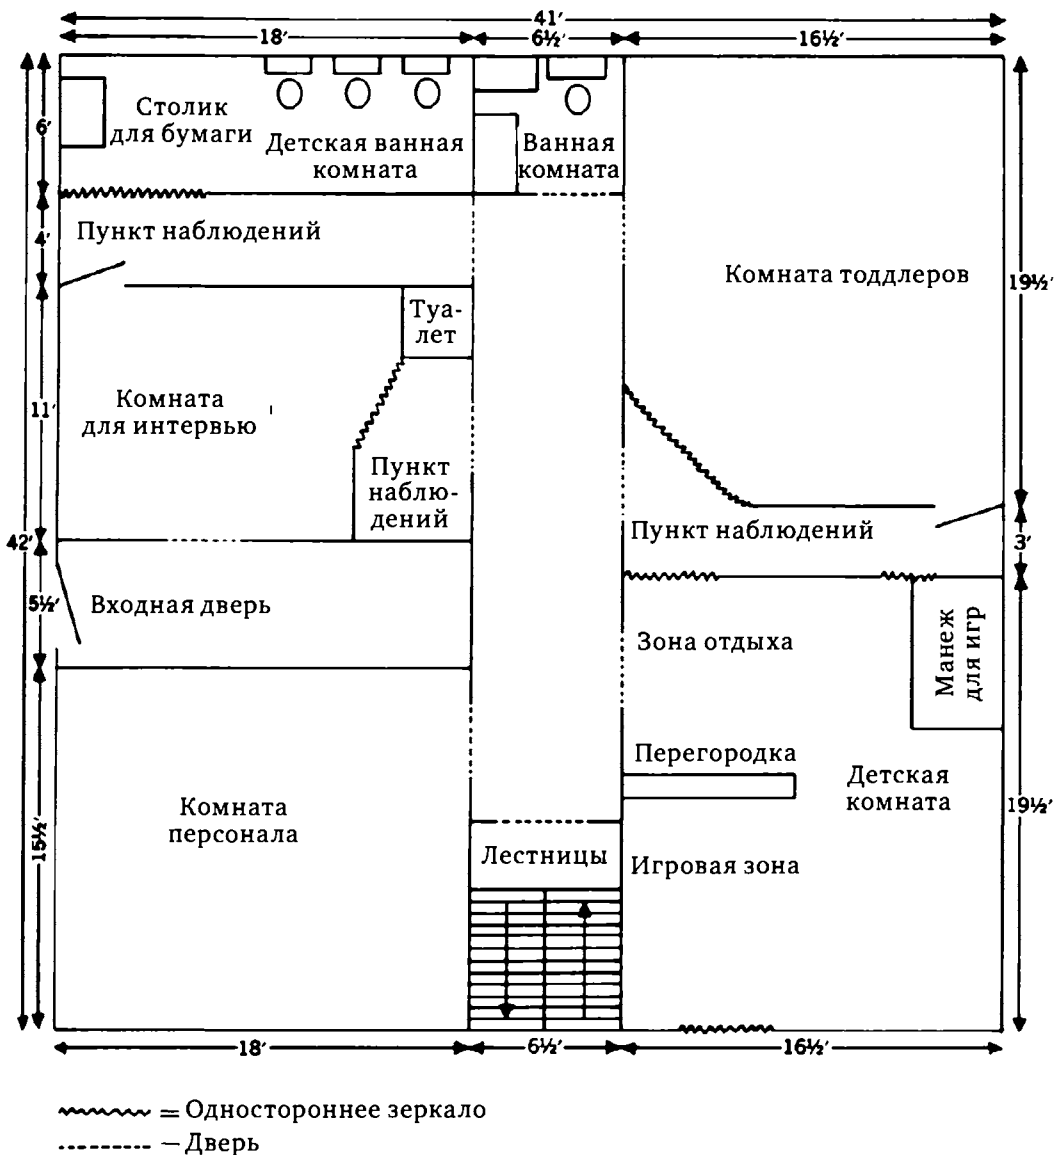 41'
18'
6½'
16½'
Столик
для бумаги
Детская ванная
комната
Ванная
комната
6'
Пункт наблюдений
4'
Комната тоддлеров
19½'
Туа-
лет
Комната
для интервью
11'
Пункт
наблю-
дений
Пункт наблюдений
42'
3'
5½'
Входная дверь
Зона отдыха
Манеж
для игр
Перегородка
Детская
комната
19½'
Комната
персонала
15½'
Лестницы
Игровая зона
18'
6½'
16½'
= Одностороннее зеркало
– Дверь